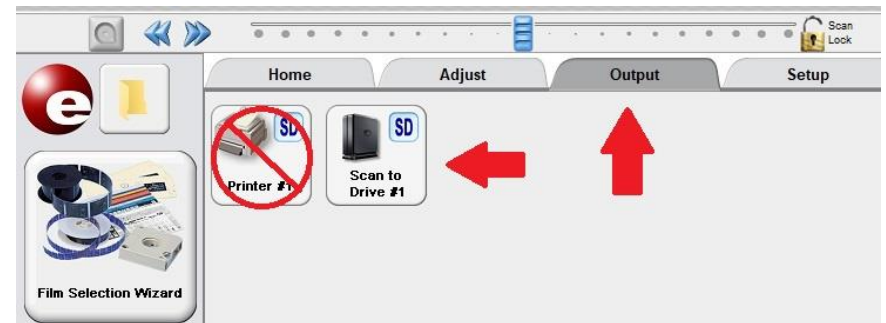 Scan
Lock
Home
Adjust
Output
Setup
e
SD
SD
Printer #1
Scan to
Drive #1
Film Selection Wizard